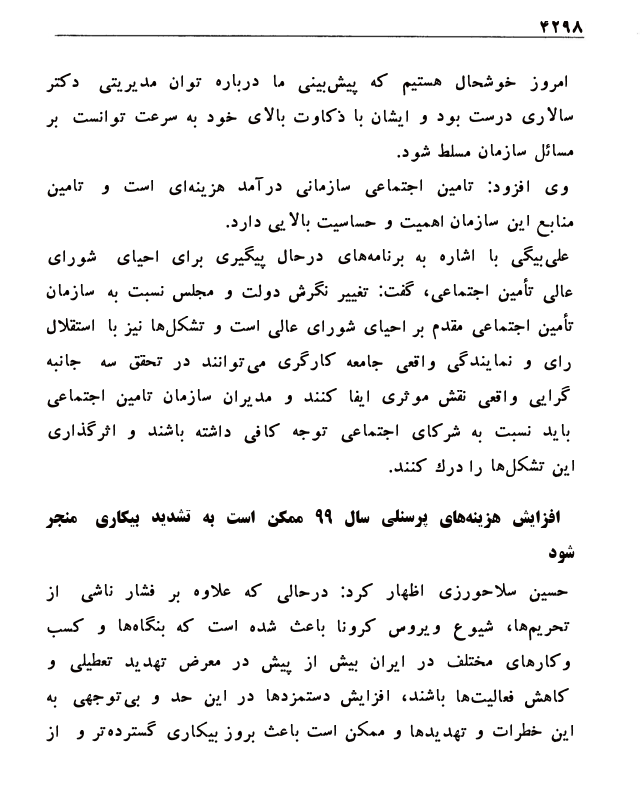 ۴۲۹۸
امروز خوشحال هستیم که پیش‌بینی ما درباره توان مدیریتی دکتر
سالاری درست بود و ایشان با ذکاوت بالای خود به سرعت توانست بر
مسائل سازمان مسلط شود.
وی افزود: تامین اجتماعی سازمانی درآمد هزینه‌ای است و تامین
منابع این سازمان اهمیت و حساسیت بالایی دارد.
علی‌بیگی با اشاره به برنامه‌های درحال پیگیری برای احیای شورای
عالی تأمین اجتماعی، گفت: تغییر نگرش دولت و مجلس نسبت به سازمان
تأمین اجتماعی مقدم بر احیای شورای عالی است و تشکل‌ها نیز با استقلال
رای و نمایندگی واقعی جامعه کارگری می‌توانند در تحقق سه جانبه
گرایی واقعی نقش موثری ایفا کنند و مدیران سازمان تامین اجتماعی
باید نسبت به شرکای اجتماعی توجه کافی داشته باشند و اثرگذاری
این تشکل‌ها را درك کنند.
افزایش هزینه‌های پرسنلی سال ۹۹ ممکن است به تشدید بیکاری منجر
شود
حسین سلاحورزی اظهار کرد: درحالی که علاوه بر فشار ناشی از
تحریم‌ها، شیوع ویروس کرونا باعث شده است که بنگاه‌ها و کسب
وکارهای مختلف در ایران بیش از پیش در معرض تهدید تعطیلی و
کاهش فعالیت‌ها باشند، افزایش دستمزدها در این حد و بی‌توجهی به
این خطرات و تهدیدها و ممکن است باعث بروز بیکاری گسترده‌تر و از